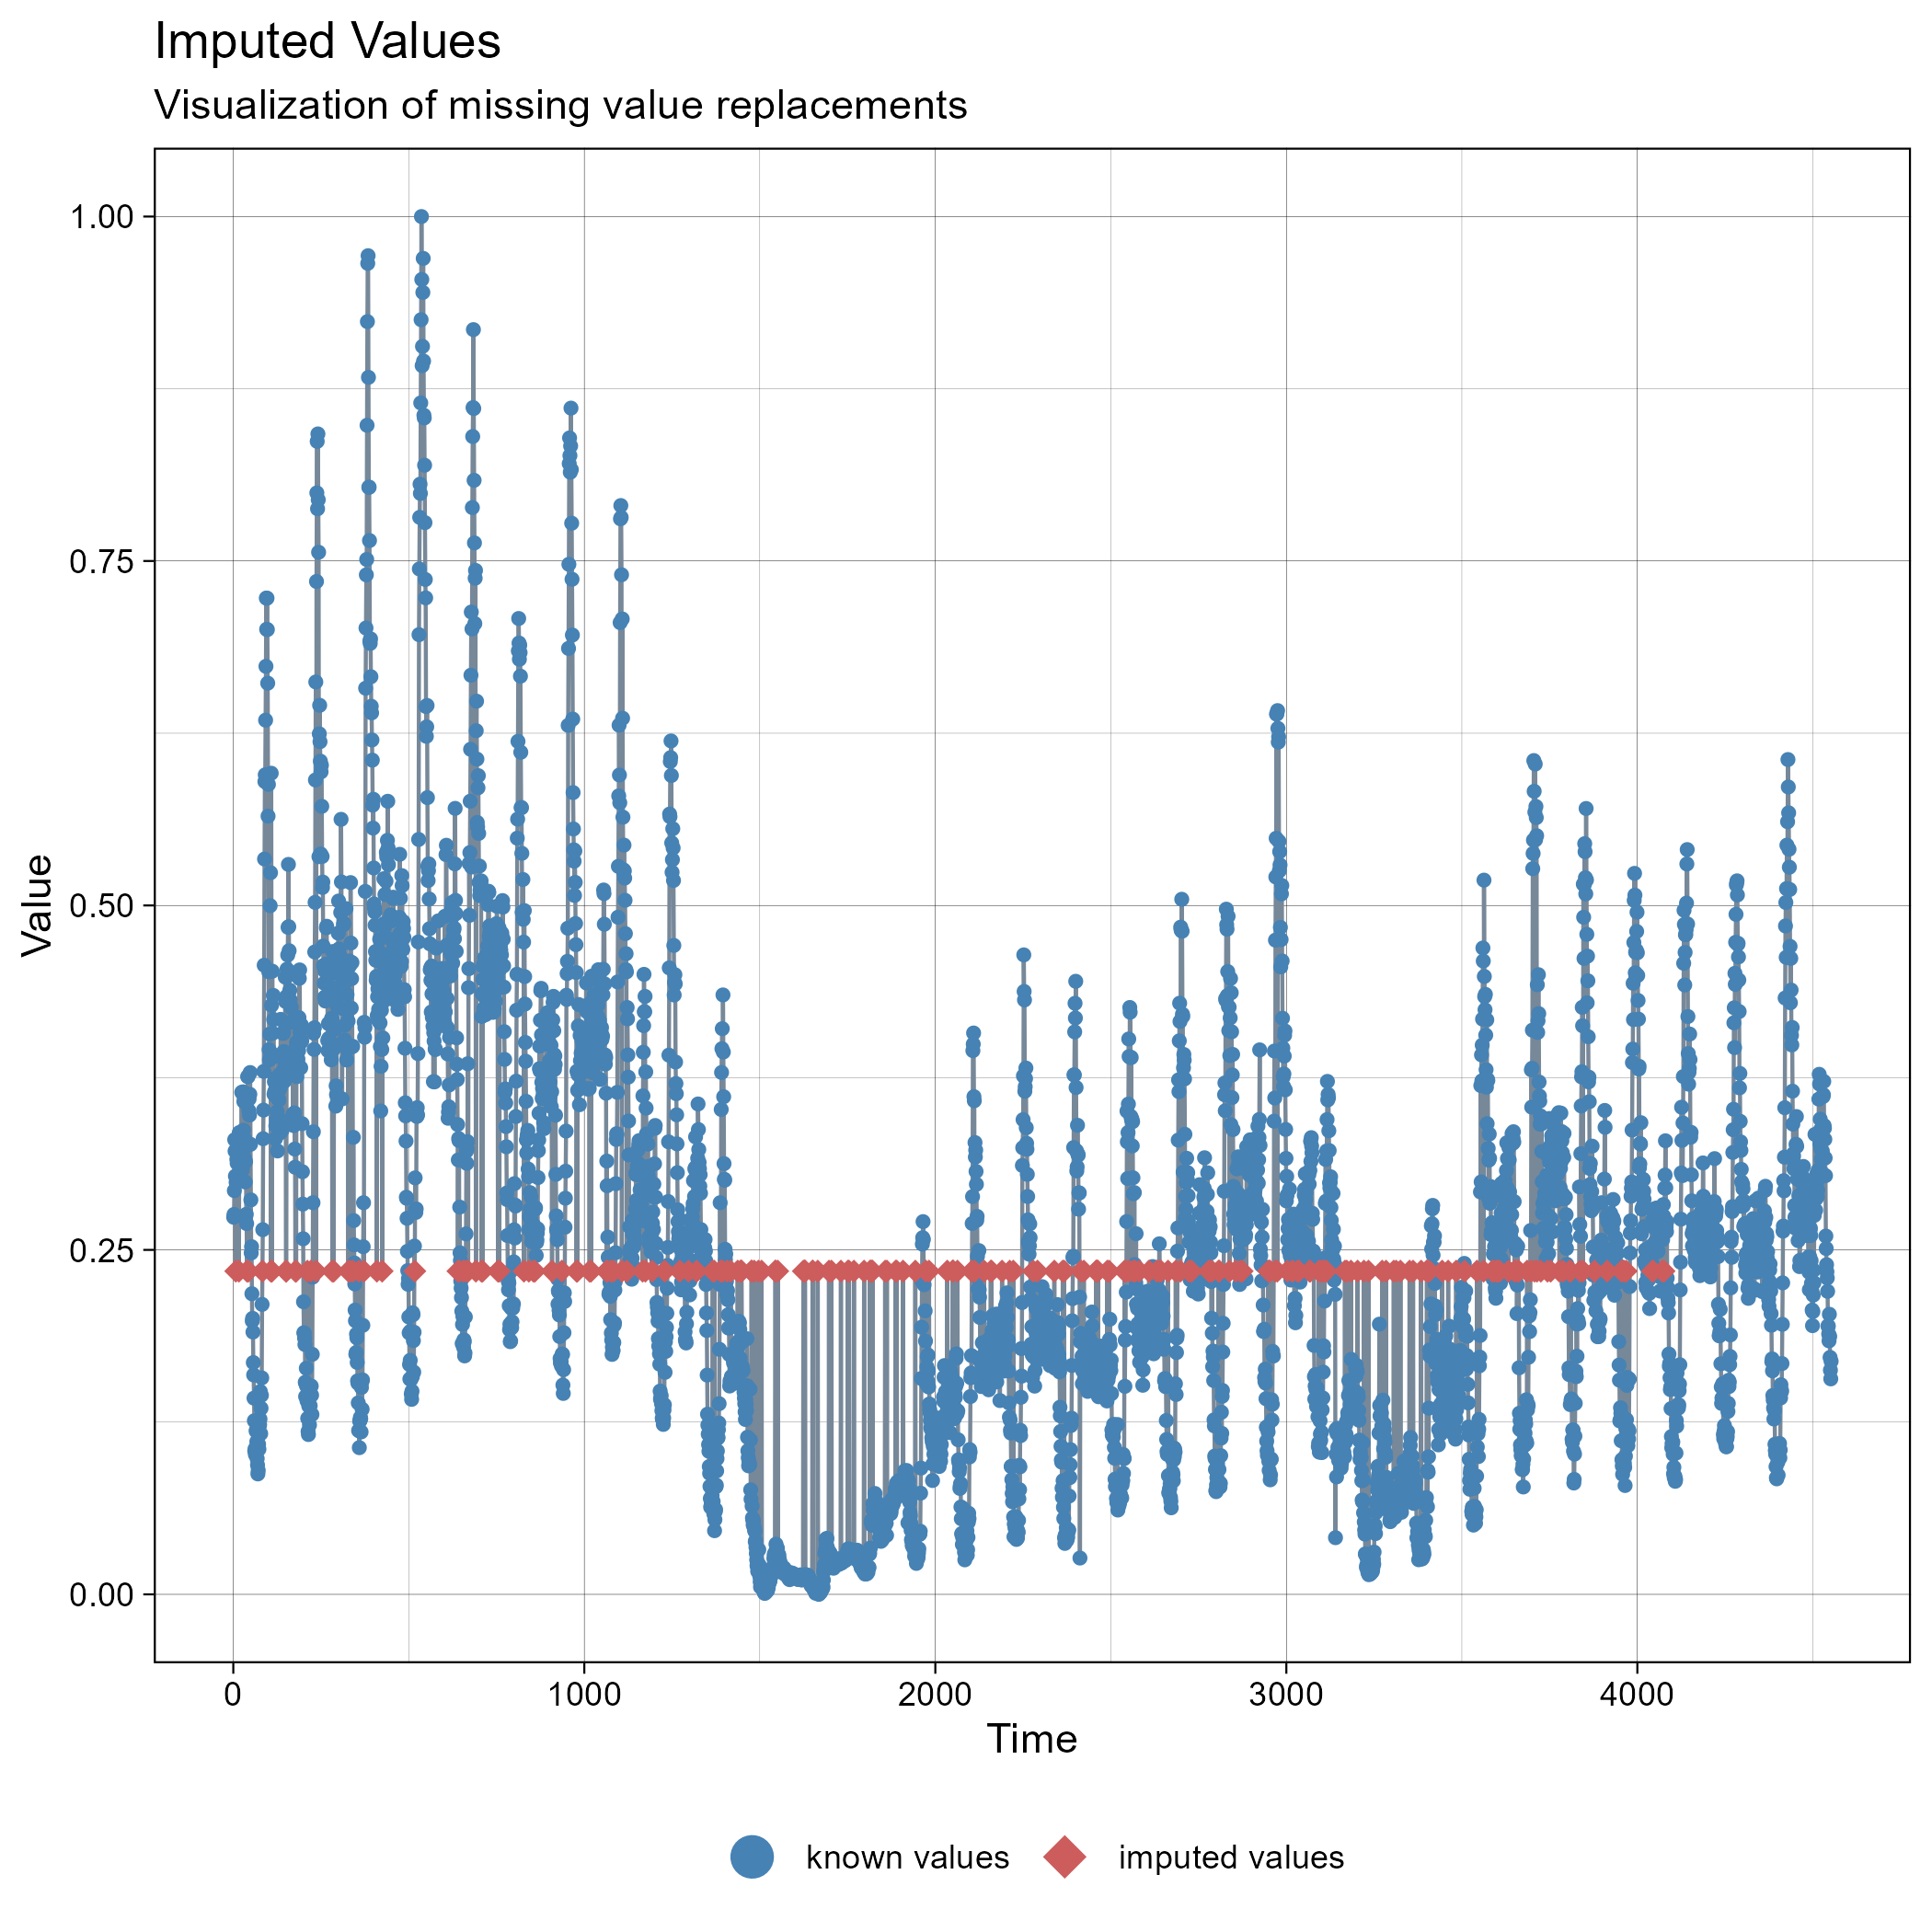 Imputed Values
Visualization of missing value replacements
1.00
0.75
0.50
0.25
0.00
Value
0 1000 2000 3000 4000
Time
known values imputed values